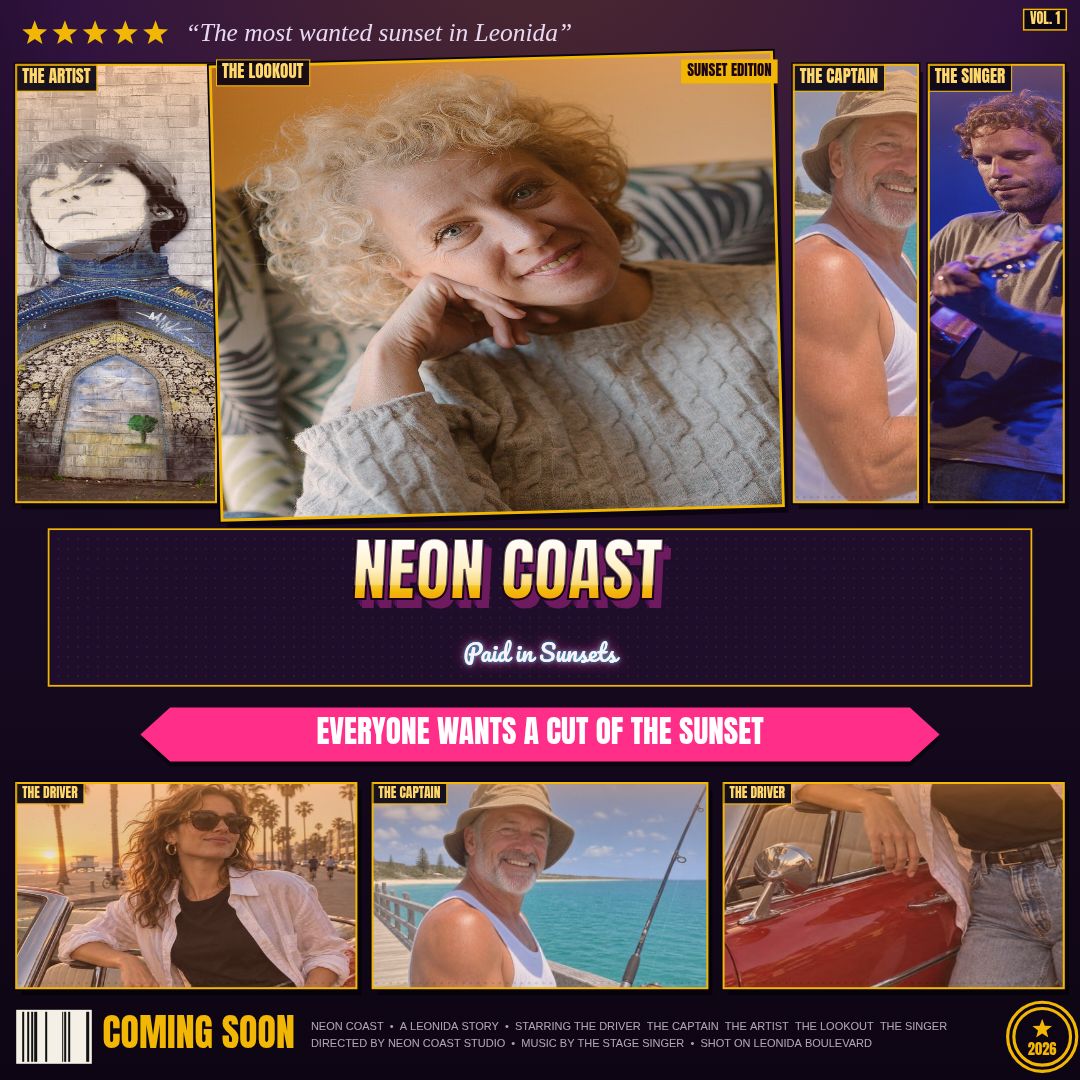 “The most wanted sunset in Leonida”
VOL. 1
THE ARTIST
THE LOOKOUT
SUNSET EDITION
THE CAPTAIN
THE SINGER
NEON COAST
Paid in Sunsets
EVERYONE WANTS A CUT OF THE SUNSET
THE DRIVER
THE CAPTAIN
THE DRIVER
COMING SOON
NEON COAST • A LEONIDA STORY • STARRING THE DRIVER THE CAPTAIN THE ARTIST THE LOOKOUT THE SINGER
DIRECTED BY NEON COAST STUDIO • MUSIC BY THE STAGE SINGER • SHOT ON LEONIDA BOULEVARD
2026